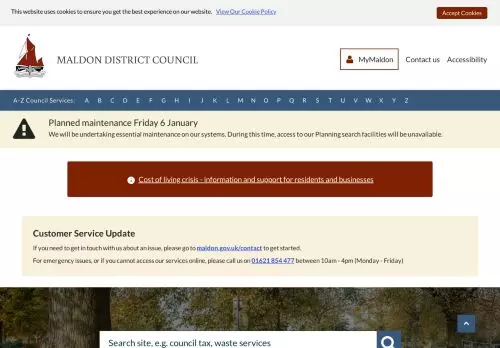 This website uses cookies to ensure you get the best experience on our website. View Our Cookie Policy
Accept Cookies
MALDON DISTRICT COUNCIL
MyMaldon
Contact us
Accessibility
A-Z Council Services: A B C D E F G H I J K L M N O P Q R S T U V W X Y Z
Planned maintenance Friday 6 January
We will be undertaking essential maintenance on our systems. During this time, access to our Planning search facilities will be unavailable.
Cost of living crisis - information and support for residents and businesses
Customer Service Update
If you need to get in touch with us about an issue, please go to maldon.gov.uk/contact to get started.
For emergency issues, or if you cannot access our services online, please call us on 01621 854 477 between 10am - 4pm (Monday - Friday)
Search site, e.g. council tax, waste services